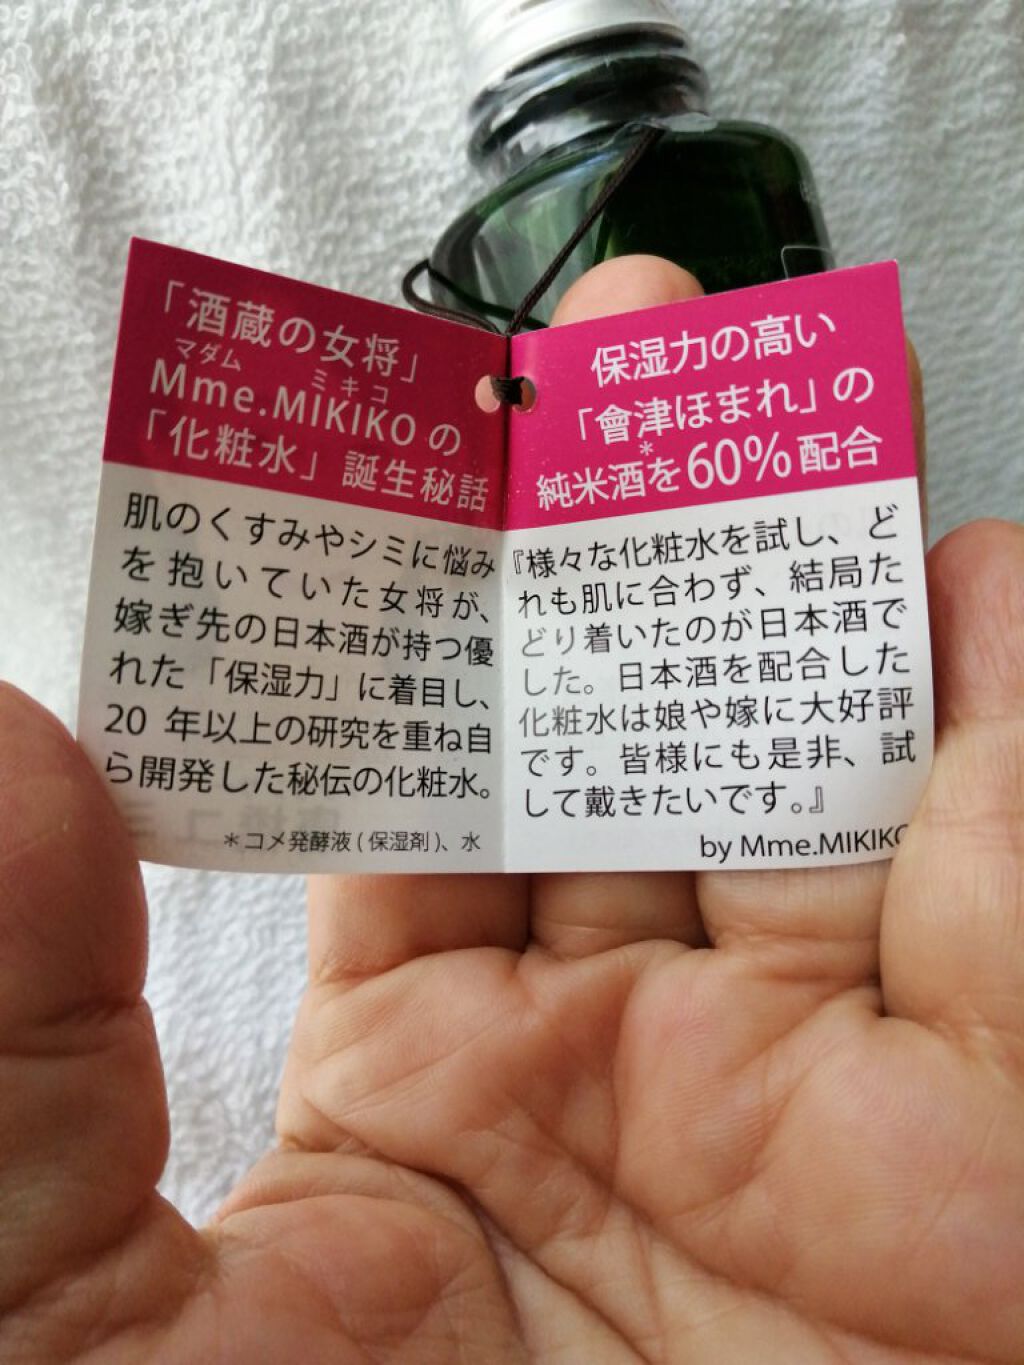 「酒蔵の女将」
マダム ミキコ
Mme.MIKIKOの
「化粧水」誕生秘話
肌のくすみやシミに悩み
を抱いていた女将が、
嫁ぎ先の日本酒が持つ優
れた「保湿力」に着目し、
20 年以上の研究を重ね自
ら開発した秘伝の化粧水。
＊コメ発酵液(保湿剤)、水
保湿力の高い
「會津ほまれ」の
＊
純米酒を60%配合
『様々な化粧水を試し、ど
れも肌に合わず、結局た
どり着いたのが日本酒で
した。日本酒を配合した
化粧水は娘や嫁に大好評
です。皆様にも是非、試
して戴きたいです。』
by Mme.MIKIKO